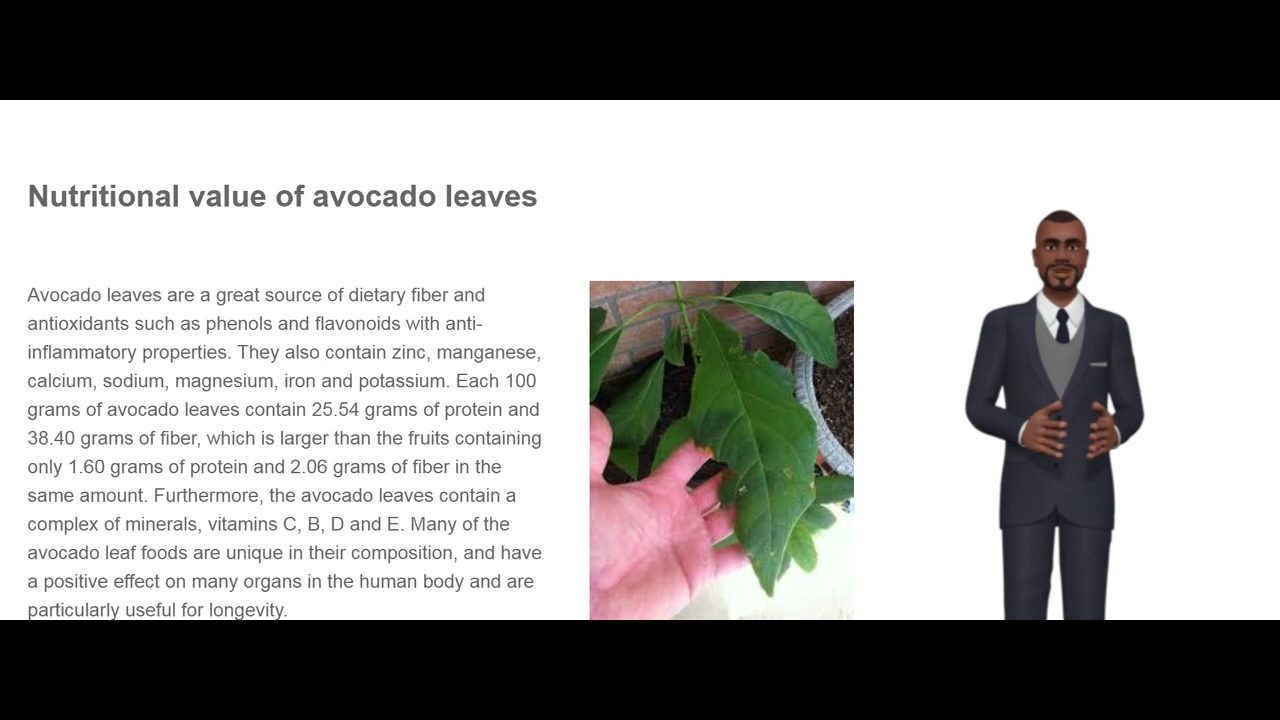 Nutritional value of avocado leaves
Avocado leaves are a great source of dietary fiber and
antioxidants such as phenols and flavonoids with anti-
inflammatory properties. They also contain zinc, manganese,
calcium, sodium, magnesium, iron and potassium. Each 100
grams of avocado leaves contain 25.54 grams of protein and
38.40 grams of fiber, which is larger than the fruits containing
only 1.60 grams of protein and 2.06 grams of fiber in the
same amount. Furthermore, the avocado leaves contain a
complex of minerals, vitamins C, B, D and E. Many of the
avocado leaf foods are unique in their composition, and have
a positive effect on many organs in the human body and are
particularly useful for longevity.